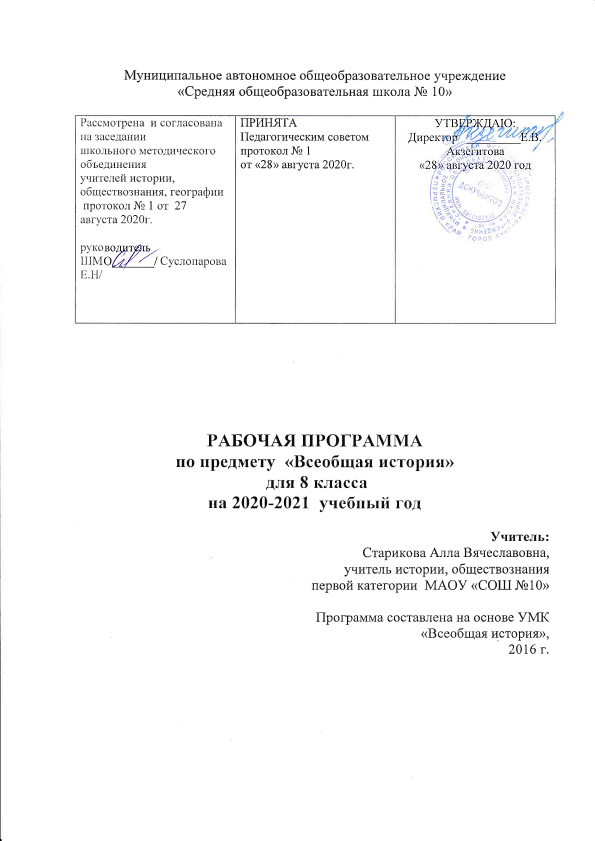 Муниципальное автономное общеобразовательное учреждение
«Средняя общеобразовательная школа № 10»
Рассмотрена и согласована
на заседании
школьного методического
объединения
учителей истории,
обществознания, географии
протокол № 1 от 27
августа 2020г.
руководитель
ШМО_______/ Суслопарова
Е.Н/
ПРИНЯТА
Педагогическим советом
протокол № 1
от «28» августа 2020г.
УТВЕРЖДАЮ:
Директор __________Е.В.
Акзегитова
«28» августа 2020 год
ДЛЯ
ДОКУМЕНТОВ
РАБОЧАЯ ПРОГРАММА
по предмету «Всеобщая история»
для 8 класса
на 2020-2021 учебный год
Учитель:
Старикова Алла Вячеславовна,
учитель истории, обществознания
первой категории МАОУ «СОШ №10»
Программа составлена на основе УМК
«Всеобщая история»,
2016 г.